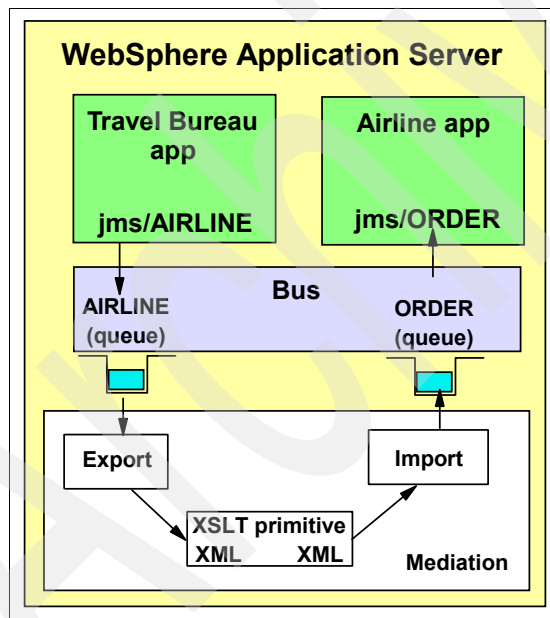 WebSphere Application Server
Travel Bureau
app
jms/AIRLINE
Airline app
jms/ORDER
Bus
AIRLINE
(queue)
ORDER
(queue)
Export
Import
XSLT primitive
XML XML
Mediation